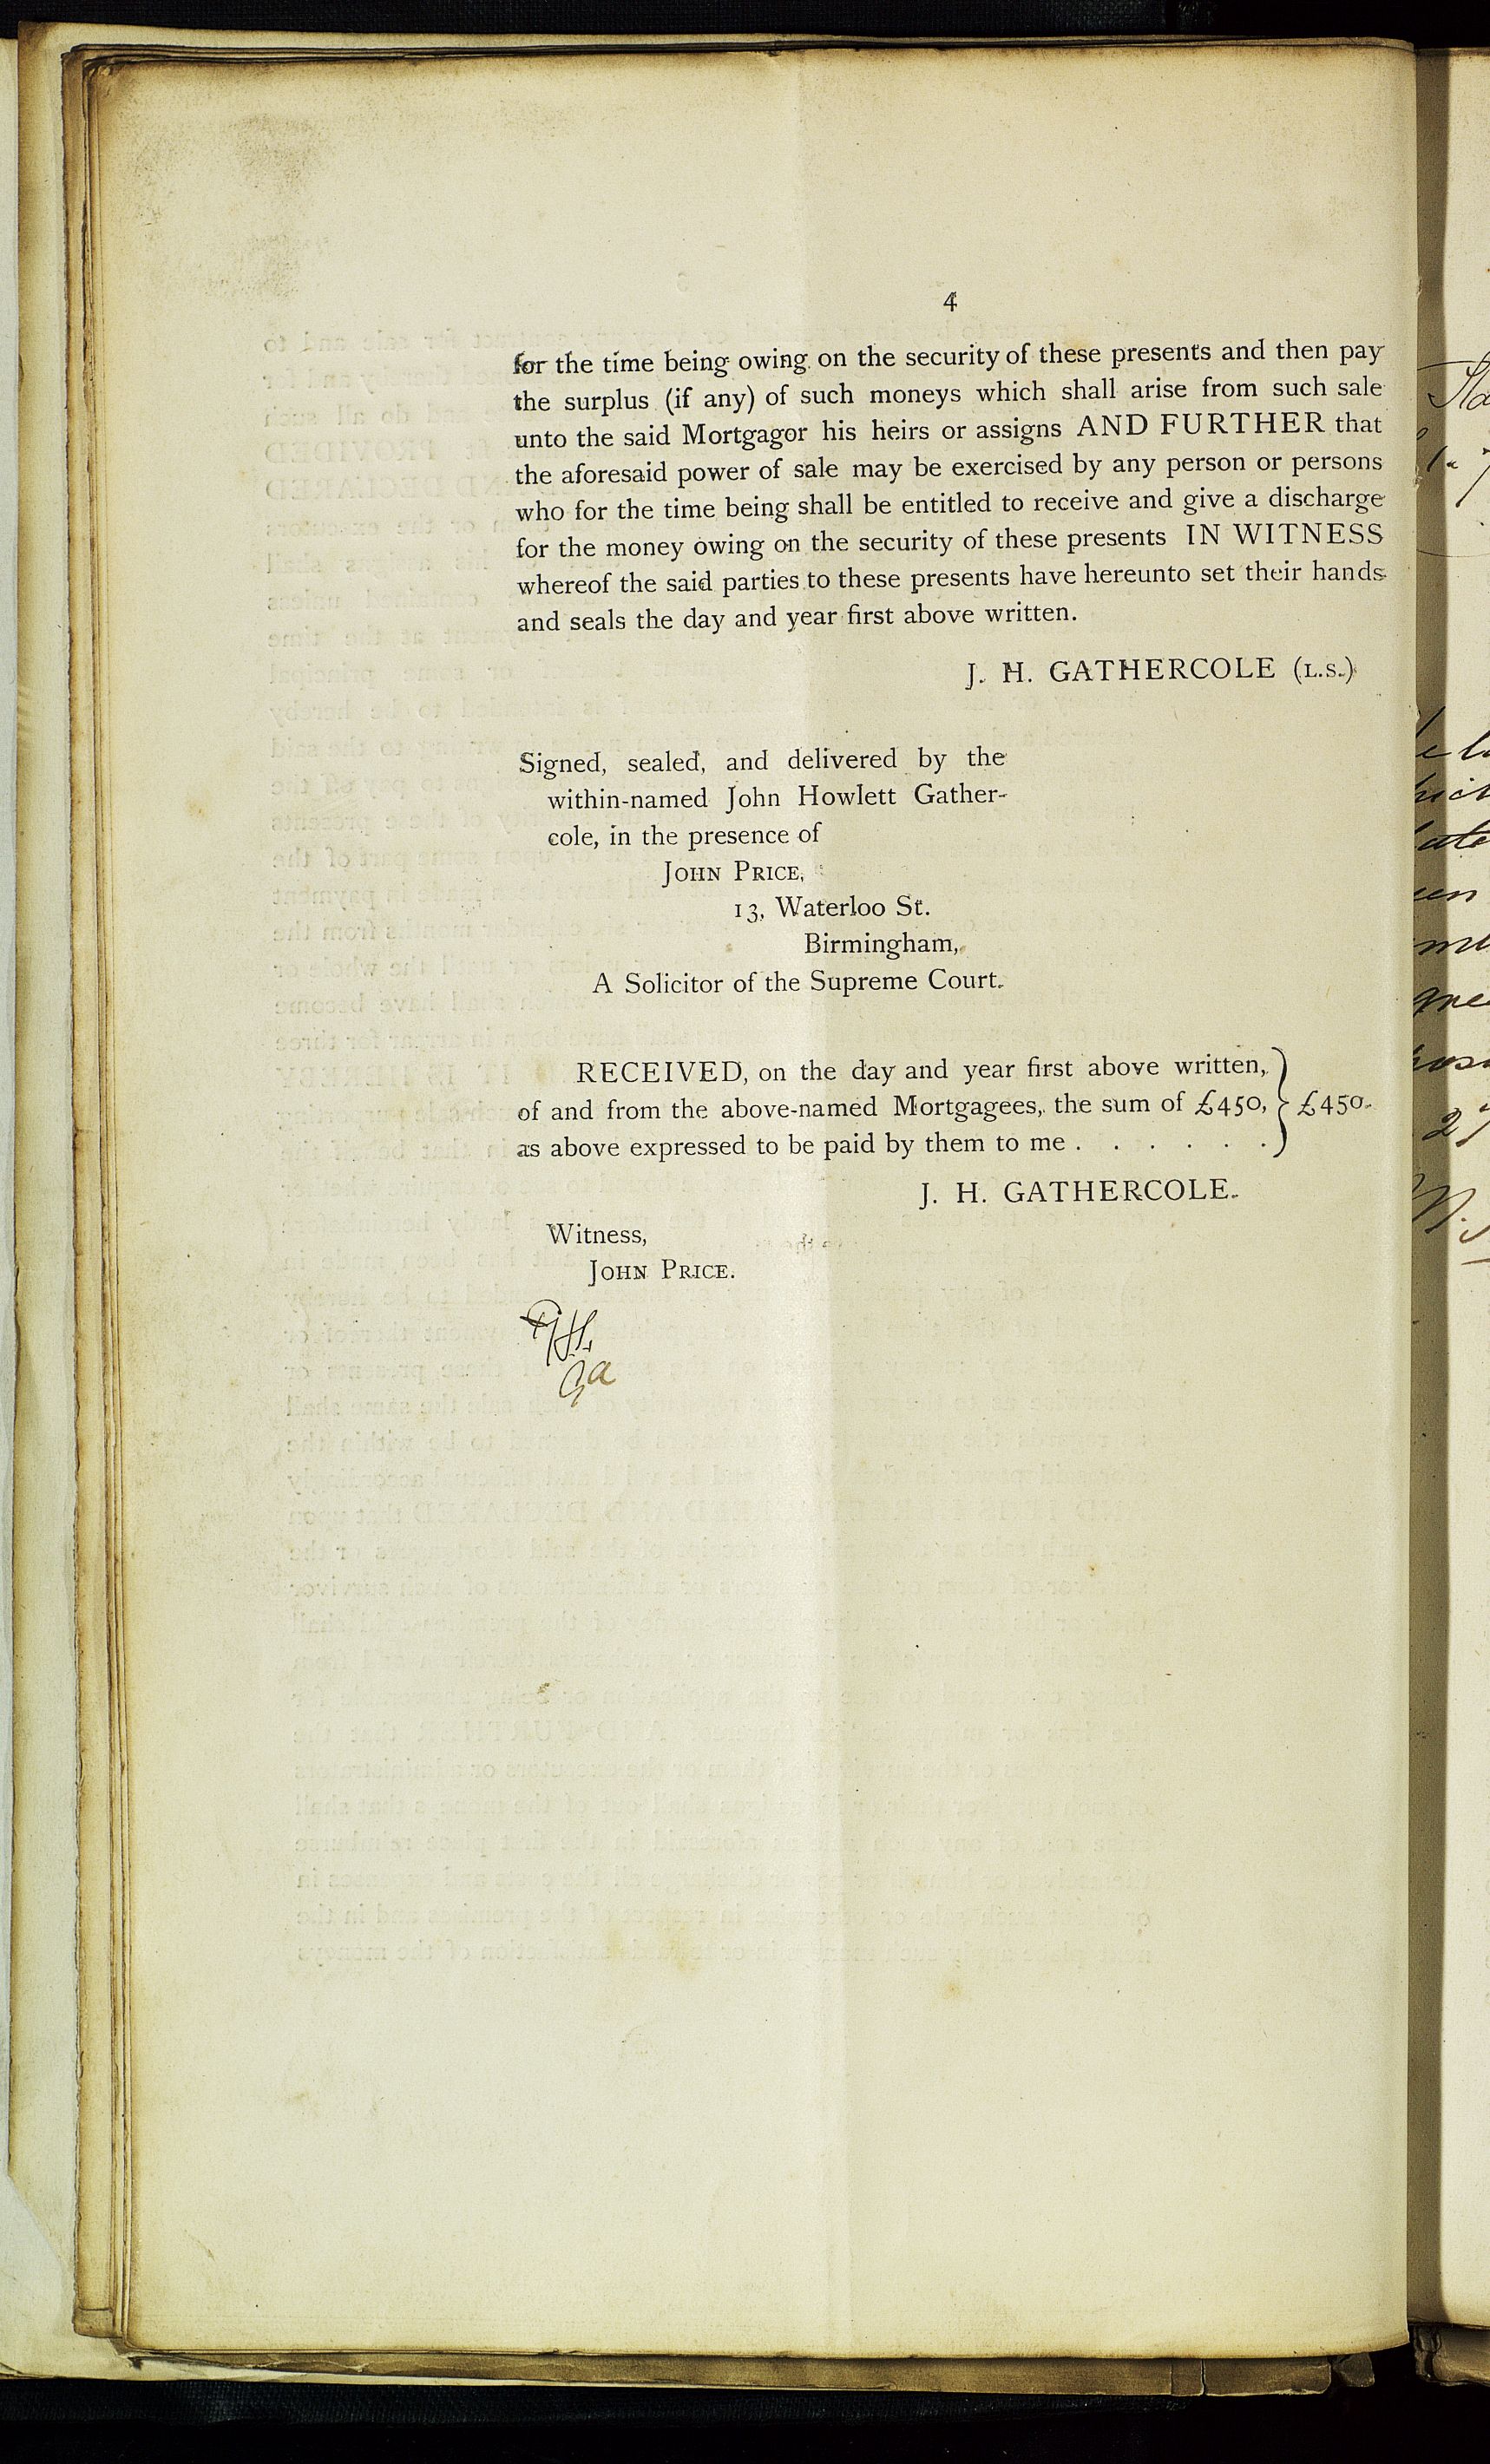 4
for the time being owing on the security of these presents and then pay
the surplus (if any) of such moneys which shall arise from such sale
unto the said Mortgagor his heirs or assigns AND FURTHER that
the aforesaid power of sale may be exercised by any person or persons
who for the time being shall be entitled to receive and give a discharge
for the money owing on the security of these presents IN WITNESS
whereof the said parties to these presents have hereunto set their hands
and seals the day and year first above written.
J. H. GATHERCOLE (L.S.)
Signed, sealed, and delivered by the
within-named John Howlett Gather-
cole, in the presence of
JOHN PRICE,
13, Waterloo St.
Birmingham,
A Solicitor of the Supreme Court.
RECEIVED, on the day and year first above written,
of and from the above-named Mortgagees, the sum of £450, } £450.
as above expressed to be paid by them to me . . . . . .
J. H. GATHERCOLE.
Witness,
JOHN PRICE.